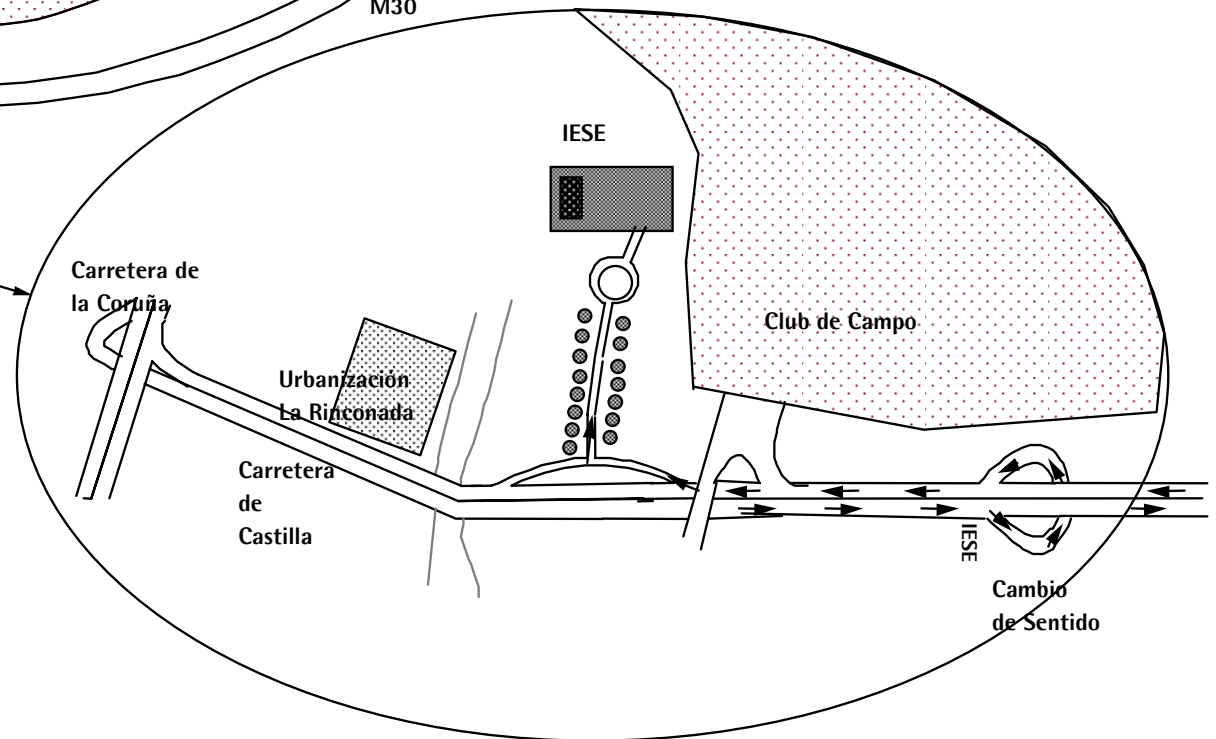 M30
IESE
Carretera de
la Coruña
Club de Campo
Urbanización
La Rinconada
Carretera
de
Castilla
IESE
Cambio
de Sentido